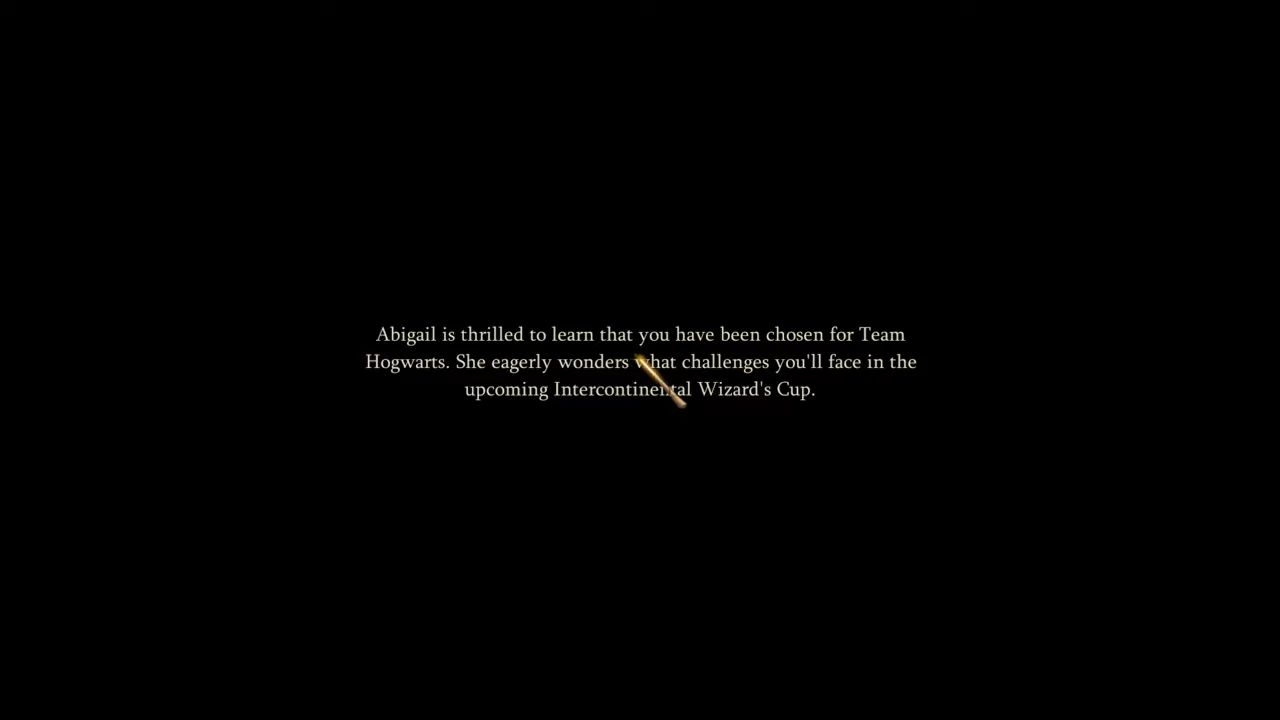 Abigail is thrilled to learn that you have been chosen for Team
Hogwarts. She eagerly wonders what challenges you'll face in the
upcoming Intercontinental Wizard's Cup.